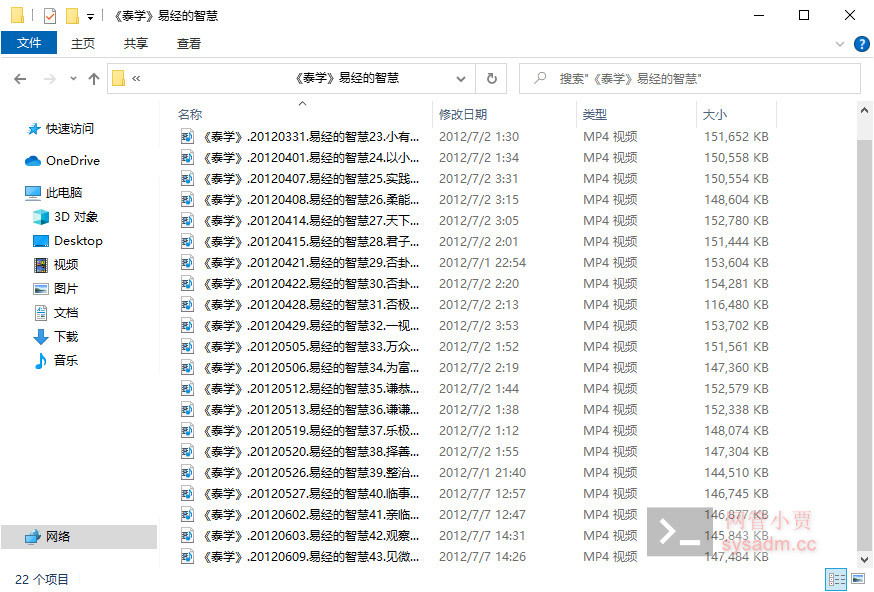 《泰学》易经的智慧
文件 主页 共享 查看
« 《泰学》易经的智慧 搜索"《泰学》易经的智慧"
名称 修改日期 类型 大小
快速访问
OneDrive
此电脑
3D 对象
Desktop
视频
图片
文档
下载
音乐
网络
《泰学》.20120331.易经的智慧23.小有... 2012/7/2 1:30 MP4 视频 151,652 KB
《泰学》.20120401.易经的智慧24.以小... 2012/7/2 1:34 MP4 视频 150,558 KB
《泰学》.20120407.易经的智慧25.实践... 2012/7/2 3:31 MP4 视频 150,554 KB
《泰学》.20120408.易经的智慧26.柔能... 2012/7/2 3:15 MP4 视频 148,604 KB
《泰学》.20120414.易经的智慧27.天下... 2012/7/2 3:05 MP4 视频 152,780 KB
《泰学》.20120415.易经的智慧28.君子... 2012/7/2 2:01 MP4 视频 151,444 KB
《泰学》.20120421.易经的智慧29.否卦... 2012/7/1 22:54 MP4 视频 153,604 KB
《泰学》.20120422.易经的智慧30.否卦... 2012/7/2 2:20 MP4 视频 154,281 KB
《泰学》.20120428.易经的智慧31.否极... 2012/7/2 2:13 MP4 视频 116,480 KB
《泰学》.20120429.易经的智慧32.一视... 2012/7/2 3:53 MP4 视频 153,702 KB
《泰学》.20120505.易经的智慧33.万众... 2012/7/2 1:52 MP4 视频 151,561 KB
《泰学》.20120506.易经的智慧34.为富... 2012/7/2 2:19 MP4 视频 147,360 KB
《泰学》.20120512.易经的智慧35.谦恭... 2012/7/2 1:44 MP4 视频 152,579 KB
《泰学》.20120513.易经的智慧36.谦谦... 2012/7/2 1:38 MP4 视频 152,338 KB
《泰学》.20120519.易经的智慧37.乐极... 2012/7/2 1:12 MP4 视频 148,074 KB
《泰学》.20120520.易经的智慧38.择善... 2012/7/2 1:55 MP4 视频 147,304 KB
《泰学》.20120526.易经的智慧39.整治... 2012/7/1 21:40 MP4 视频 144,510 KB
《泰学》.20120527.易经的智慧40.临事... 2012/7/7 12:57 MP4 视频 146,745 KB
《泰学》.20120602.易经的智慧41.亲临... 2012/7/7 12:47 MP4 视频 146,877 KB
《泰学》.20120603.易经的智慧42.观察... 2012/7/7 14:31 MP4 视频 145,843 KB
《泰学》.20120609.易经的智慧43.见微... 2012/7/7 14:26 MP4 视频 147,484 KB
网管小贾
sysadm.cc
22 个项目